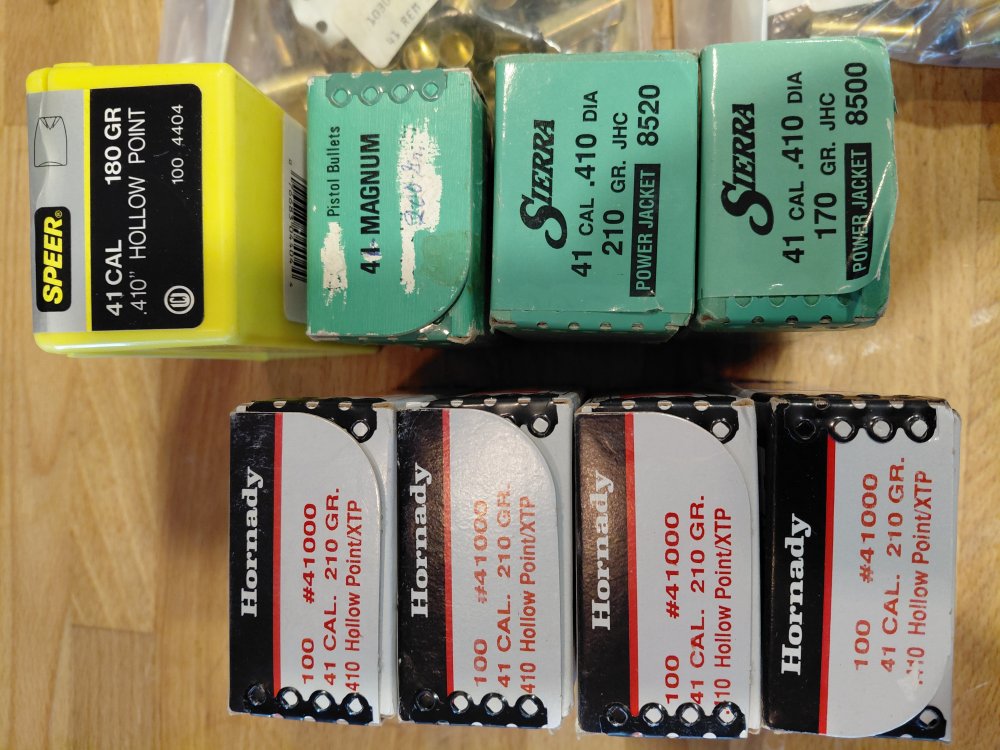 41 REM
SPEER®
41 CAL 180 GR
.410" HOLLOW POINT
100 4404
Pistol Bullets
41 MAGNUM
SIERRA
41 CAL .410 DIA
210 GR. JHC
POWER JACKET 8520
SIERRA
41 CAL .410 DIA
170 GR. JHC
POWER JACKET 8500
Hornady
100 #41000
41 CAL. 210 GR.
.410 Hollow Point/XTP
Hornady
100 #41000
41 CAL. 210 GR.
410 Hollow Point/XTP
Hornady
100 #41000
41 CAL. 210 GR.
410 Hollow Point/XTP
Hornady
100 #41000
41 CAL. 210 GR.
.410 Hollow Point/XTP